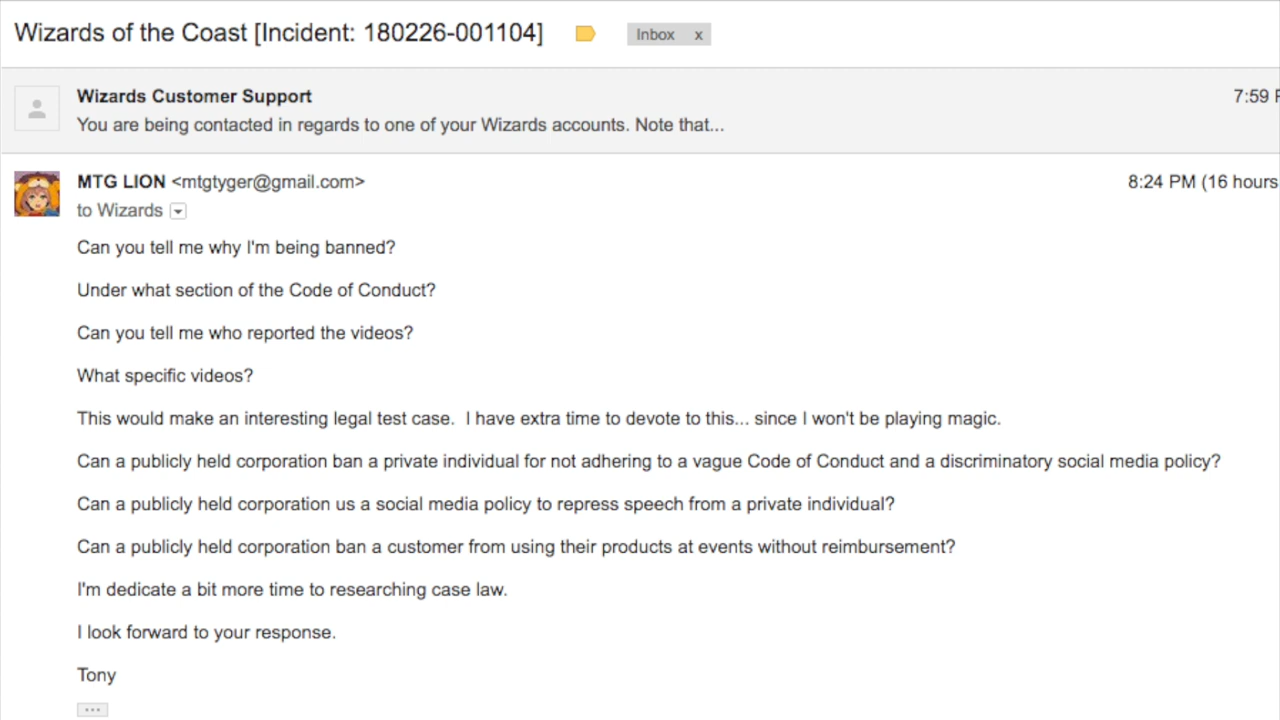 Wizards of the Coast [Incident: 180226-001104]
Inbox x
Wizards Customer Support
7:59
You are being contacted in regards to one of your Wizards accounts. Note that...
MTG LION <mtgtyger@gmail.com>
8:24 PM (16 hours
to Wizards
Can you tell me why I'm being banned?
Under what section of the Code of Conduct?
Can you tell me who reported the videos?
What specific videos?
This would make an interesting legal test case.  I have extra time to devote to this... since I won't be playing magic.
Can a publicly held corporation ban a private individual for not adhering to a vague Code of Conduct and a discriminatory social media policy?
Can a publicly held corporation us a social media policy to repress speech from a private individual?
Can a publicly held corporation ban a customer from using their products at events without reimbursement?
I'm dedicate a bit more time to researching case law.
I look forward to your response.
Tony
...